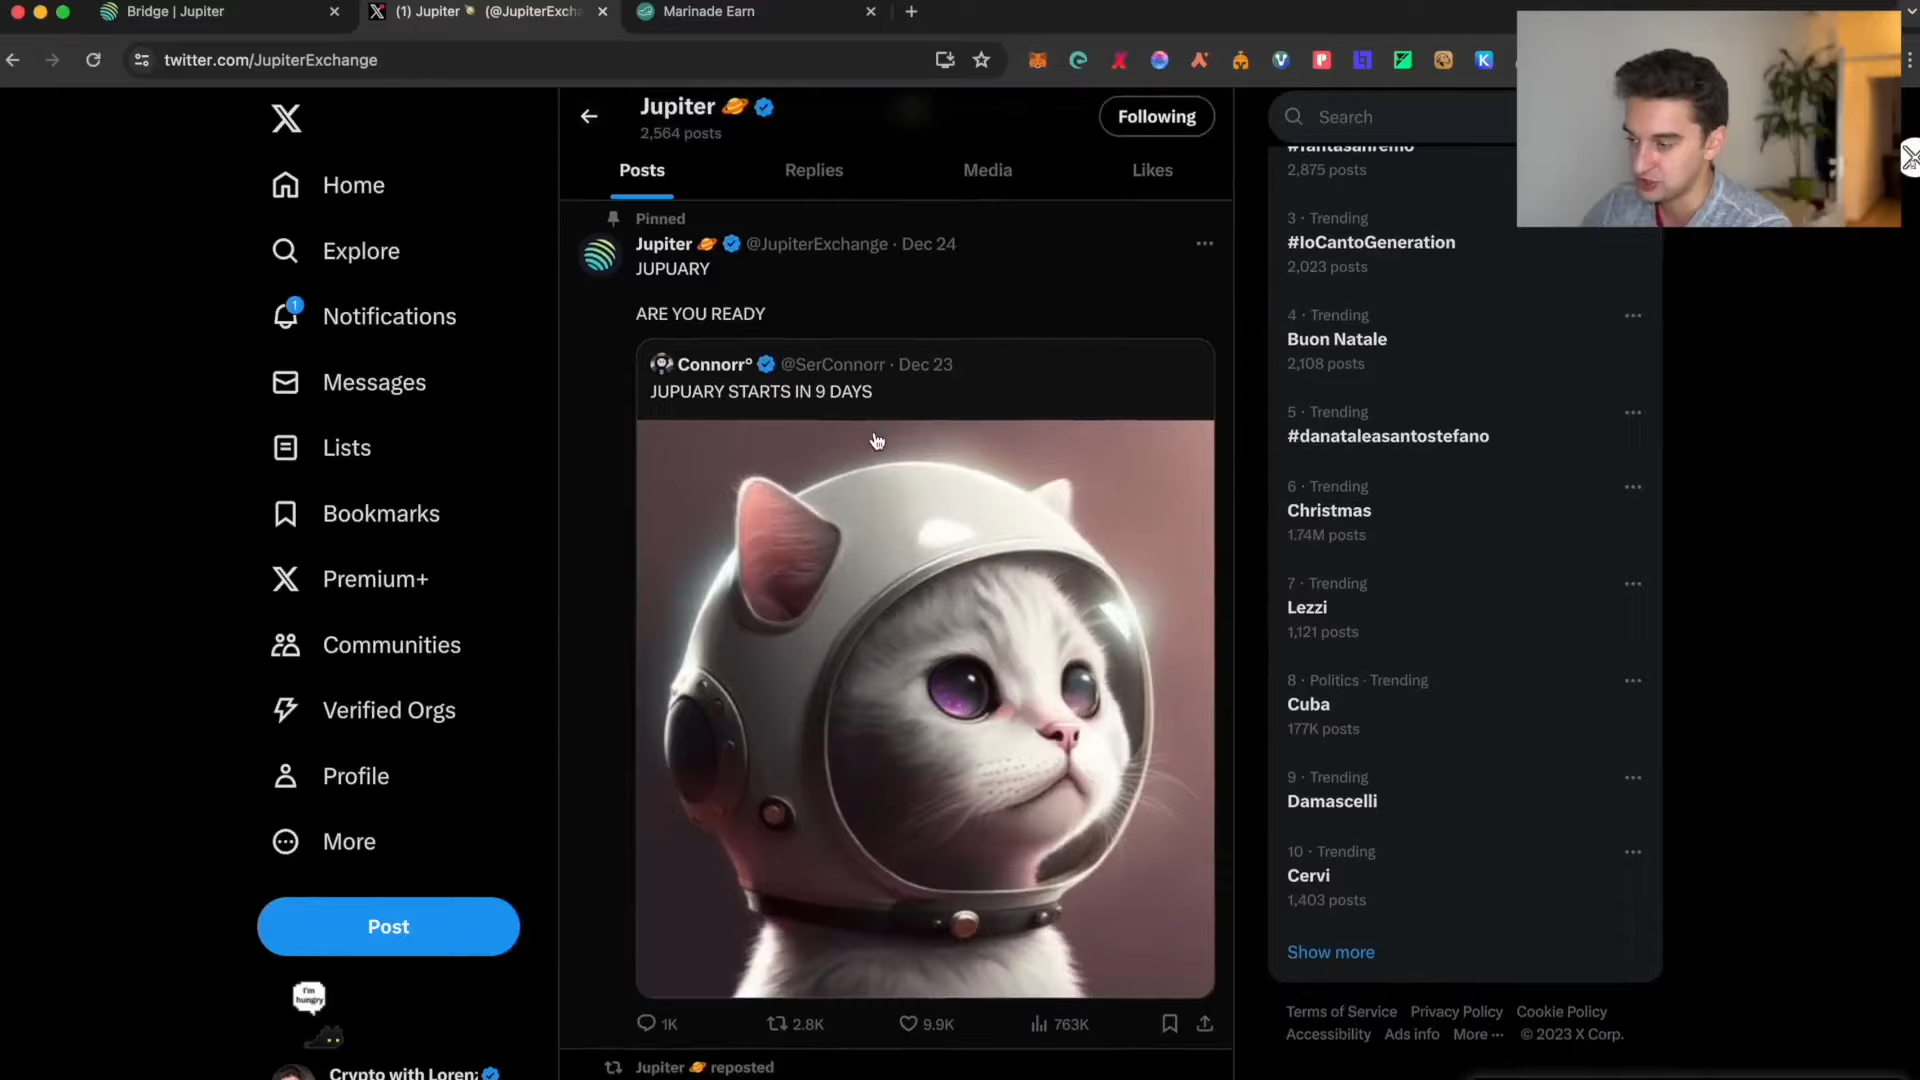 Bridge | Jupiter
(1) Jupiter (@JupiterExcha
Marinade Earn
twitter.com/JupiterExchange
Home
Explore
1
Notifications
Messages
Lists
Bookmarks
Premium+
Communities
Verified Orgs
Profile
More
Post
I'm
hungry
Crypto with Loren
Jupiter
2,564 posts
Following
Posts
Replies
Media
Likes
Pinned
Jupiter @JupiterExchange · Dec 24
JUPUARY
ARE YOU READY
Connorr° @SerConnorr · Dec 23
JUPUARY STARTS IN 9 DAYS
1K
2.8K
9.9K
763K
Jupiter reposted
Search
#fantasanremo
2,875 posts
3 · Trending
#IoCantoGeneration
2,023 posts
4 · Trending
Buon Natale
2,108 posts
5 · Trending
#danataleasantostefano
6 · Trending
Christmas
1.74M posts
7 · Trending
Lezzi
1,121 posts
8 · Politics · Trending
Cuba
177K posts
9 · Trending
Damascelli
10 · Trending
Cervi
1,403 posts
Show more
Terms of Service Privacy Policy Cookie Policy
Accessibility Ads info More ··· © 2023 X Corp.